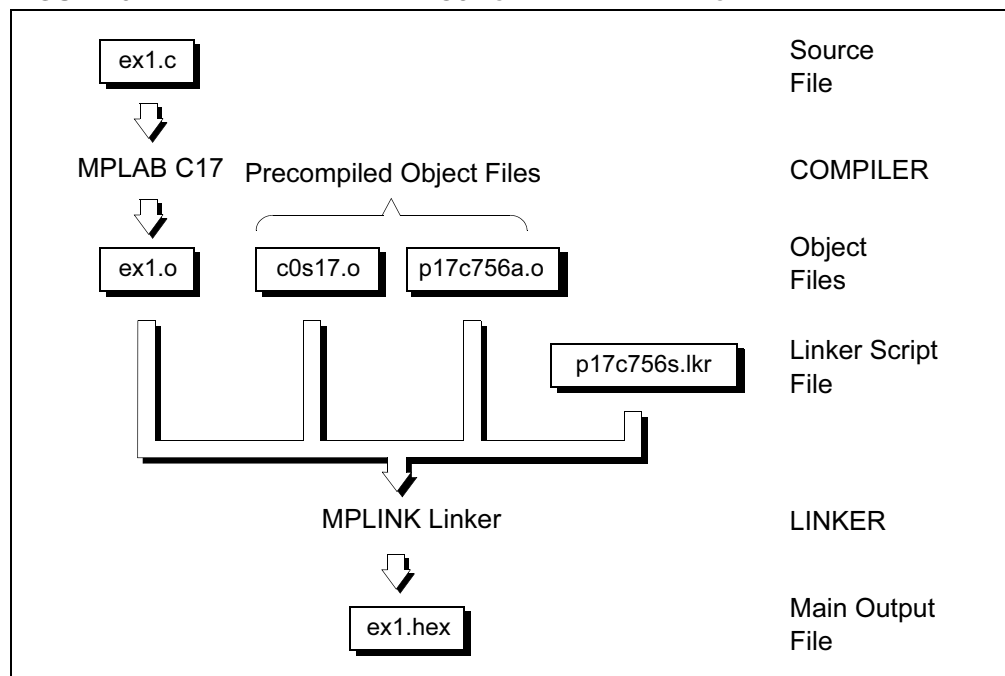 ex1.c
Source
File
MPLAB C17
Precompiled Object Files
COMPILER
ex1.o
c0s17.o
p17c756a.o
Object
Files
p17c756s.lkr
Linker Script
File
MPLINK Linker
LINKER
ex1.hex
Main Output
File